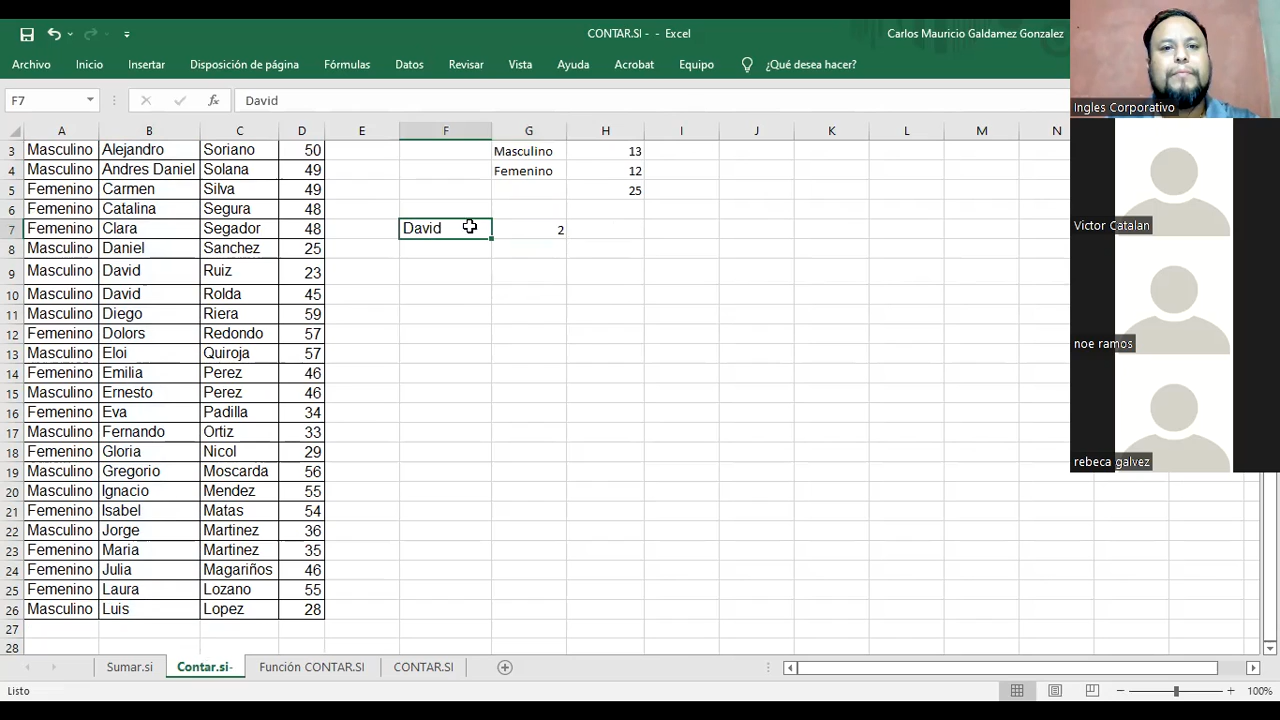 CONTAR.SI - - Excel
Carlos Mauricio Galdamez Gonzalez
Archivo Inicio Insertar Disposición de página Fórmulas Datos Revisar Vista Ayuda Acrobat Equipo ¿Qué desea hacer?
F7 fx David
A B C D E F G H I J K L M N
3 Masculino Alejandro Soriano 50 Masculino 13
4 Masculino Andres Daniel Solana 49 Femenino 12
5 Femenino Carmen Silva 49 25
6 Femenino Catalina Segura 48
7 Femenino Clara Segador 48 David 2
8 Masculino Daniel Sanchez 25
9 Masculino David Ruiz 23
10 Masculino David Rolda 45
11 Masculino Diego Riera 59
12 Femenino Dolors Redondo 57
13 Masculino Eloi Quiroja 57
14 Femenino Emilia Perez 46
15 Masculino Ernesto Perez 46
16 Femenino Eva Padilla 34
17 Masculino Fernando Ortiz 33
18 Femenino Gloria Nicol 29
19 Masculino Gregorio Moscarda 56
20 Masculino Ignacio Mendez 55
21 Femenino Isabel Matas 54
22 Masculino Jorge Martinez 36
23 Femenino Maria Martinez 35
24 Femenino Julia Magariños 46
25 Femenino Laura Lozano 55
26 Masculino Luis Lopez 28
27
28
Sumar.si Contar.si- Función CONTAR.SI CONTAR.SI
Listo 100%
Ingles Corporativo
Victor Catalan
noe ramos
rebeca galvez